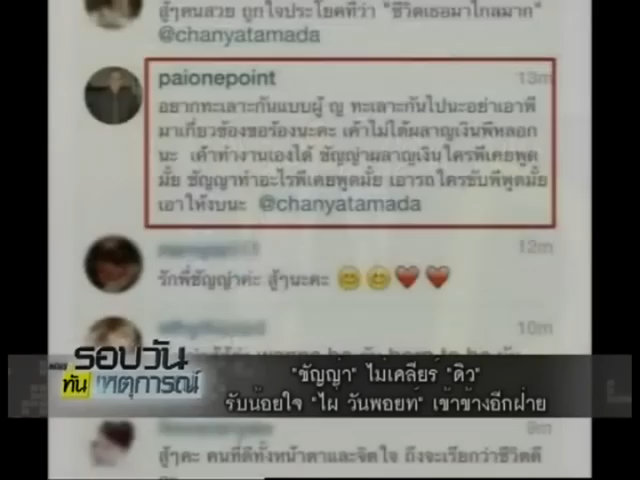 สู้ๆคนสวย ถูกใจประโยคที่ว่า "ชีวิตเธอมาไกลมาก"
@chanyatamada
paionepoint 13m
อยากทะเลาะกันแบบผู้ ญ ทะเลาะกันไปนะอย่าเอาพี่
มาเกี่ยวข้องขอร้องนะคะ เค้าไม่ได้ผลาญเงินพี่หลอก
นะ เค้าทำงานเองได้ ชัญญ่าผลาญเงินใครพี่เคยพูด
มั้ย ชัญญาทำอะไรพี่เคยพูดมั้ย เอารถใครขับพี่พูดมั้ย
เอาให้งบนะ @chanyatamada
12m
รักพี่ชัญญ่าค่ะ สู้ๆนะคะ 😊😊❤❤
10m
รอบวัน
ทัน เหตุการณ์
"ชัญญา" ไม่เคลียร์ "ดิว"
รับน้อยใจ "ไผ่ วันพอยท์" เข้าข้างอีกฝ่าย
9m
สู้ๆคะ คนที่ดีทั้งหน้าตาและจิตใจ ถึงจะเรียกว่าชีวิตดี